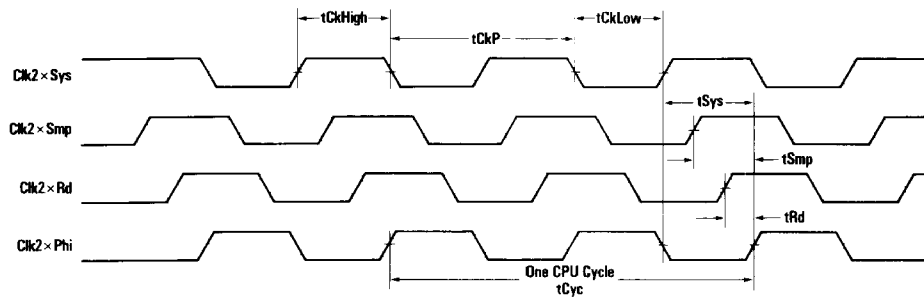 tCkHigh
tCkLow
tCkP
Clk2×Sys
tSys
Clk2×Smp
tSmp
Clk2×Rd
tRd
Clk2×Phi
One CPU Cycle
tCyc